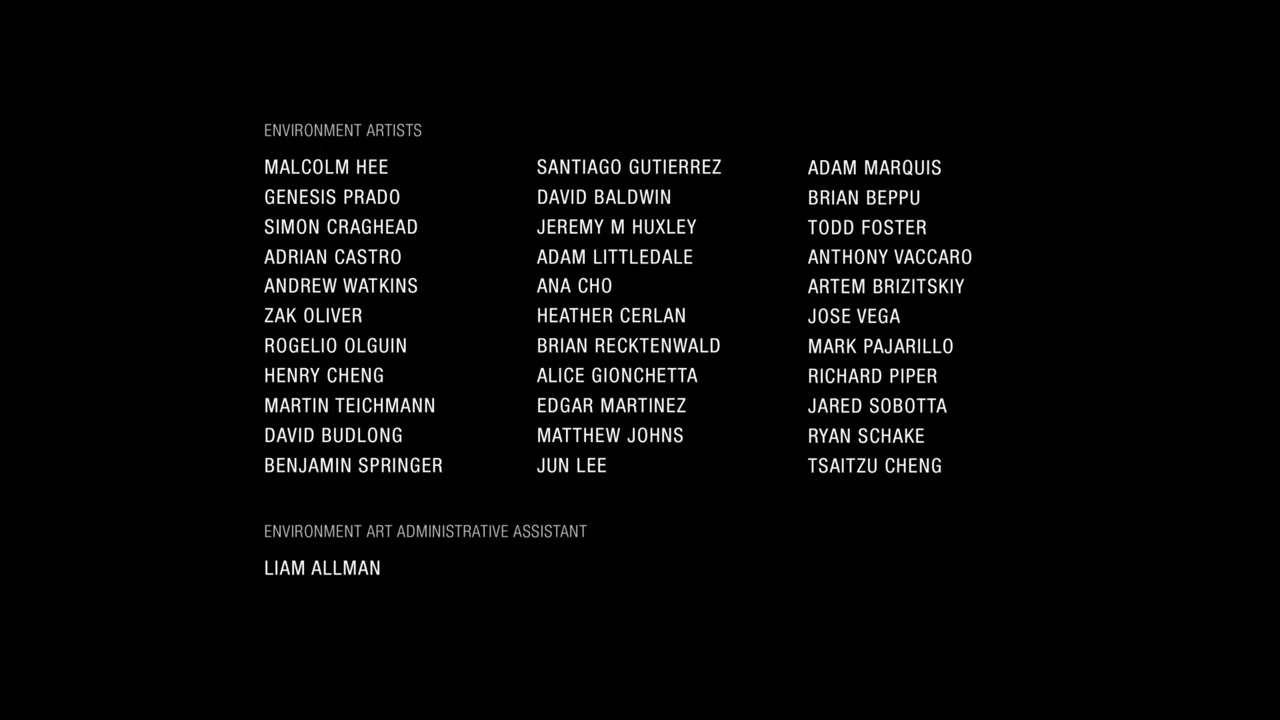 ENVIRONMENT ARTISTS
MALCOLM HEE
GENESIS PRADO
SIMON CRAGHEAD
ADRIAN CASTRO
ANDREW WATKINS
ZAK OLIVER
ROGELIO OLGUIN
HENRY CHENG
MARTIN TEICHMANN
DAVID BUDLONG
BENJAMIN SPRINGER
SANTIAGO GUTIERREZ
DAVID BALDWIN
JEREMY M HUXLEY
ADAM LITTLEDALE
ANA CHO
HEATHER CERLAN
BRIAN RECKTENWALD
ALICE GIONCHETTA
EDGAR MARTINEZ
MATTHEW JOHNS
JUN LEE
ADAM MARQUIS
BRIAN BEPPU
TODD FOSTER
ANTHONY VACCARO
ARTEM BRIZITSKIY
JOSE VEGA
MARK PAJARILLO
RICHARD PIPER
JARED SOBOTTA
RYAN SCHAKE
TSAITZU CHENG
ENVIRONMENT ART ADMINISTRATIVE ASSISTANT
LIAM ALLMAN